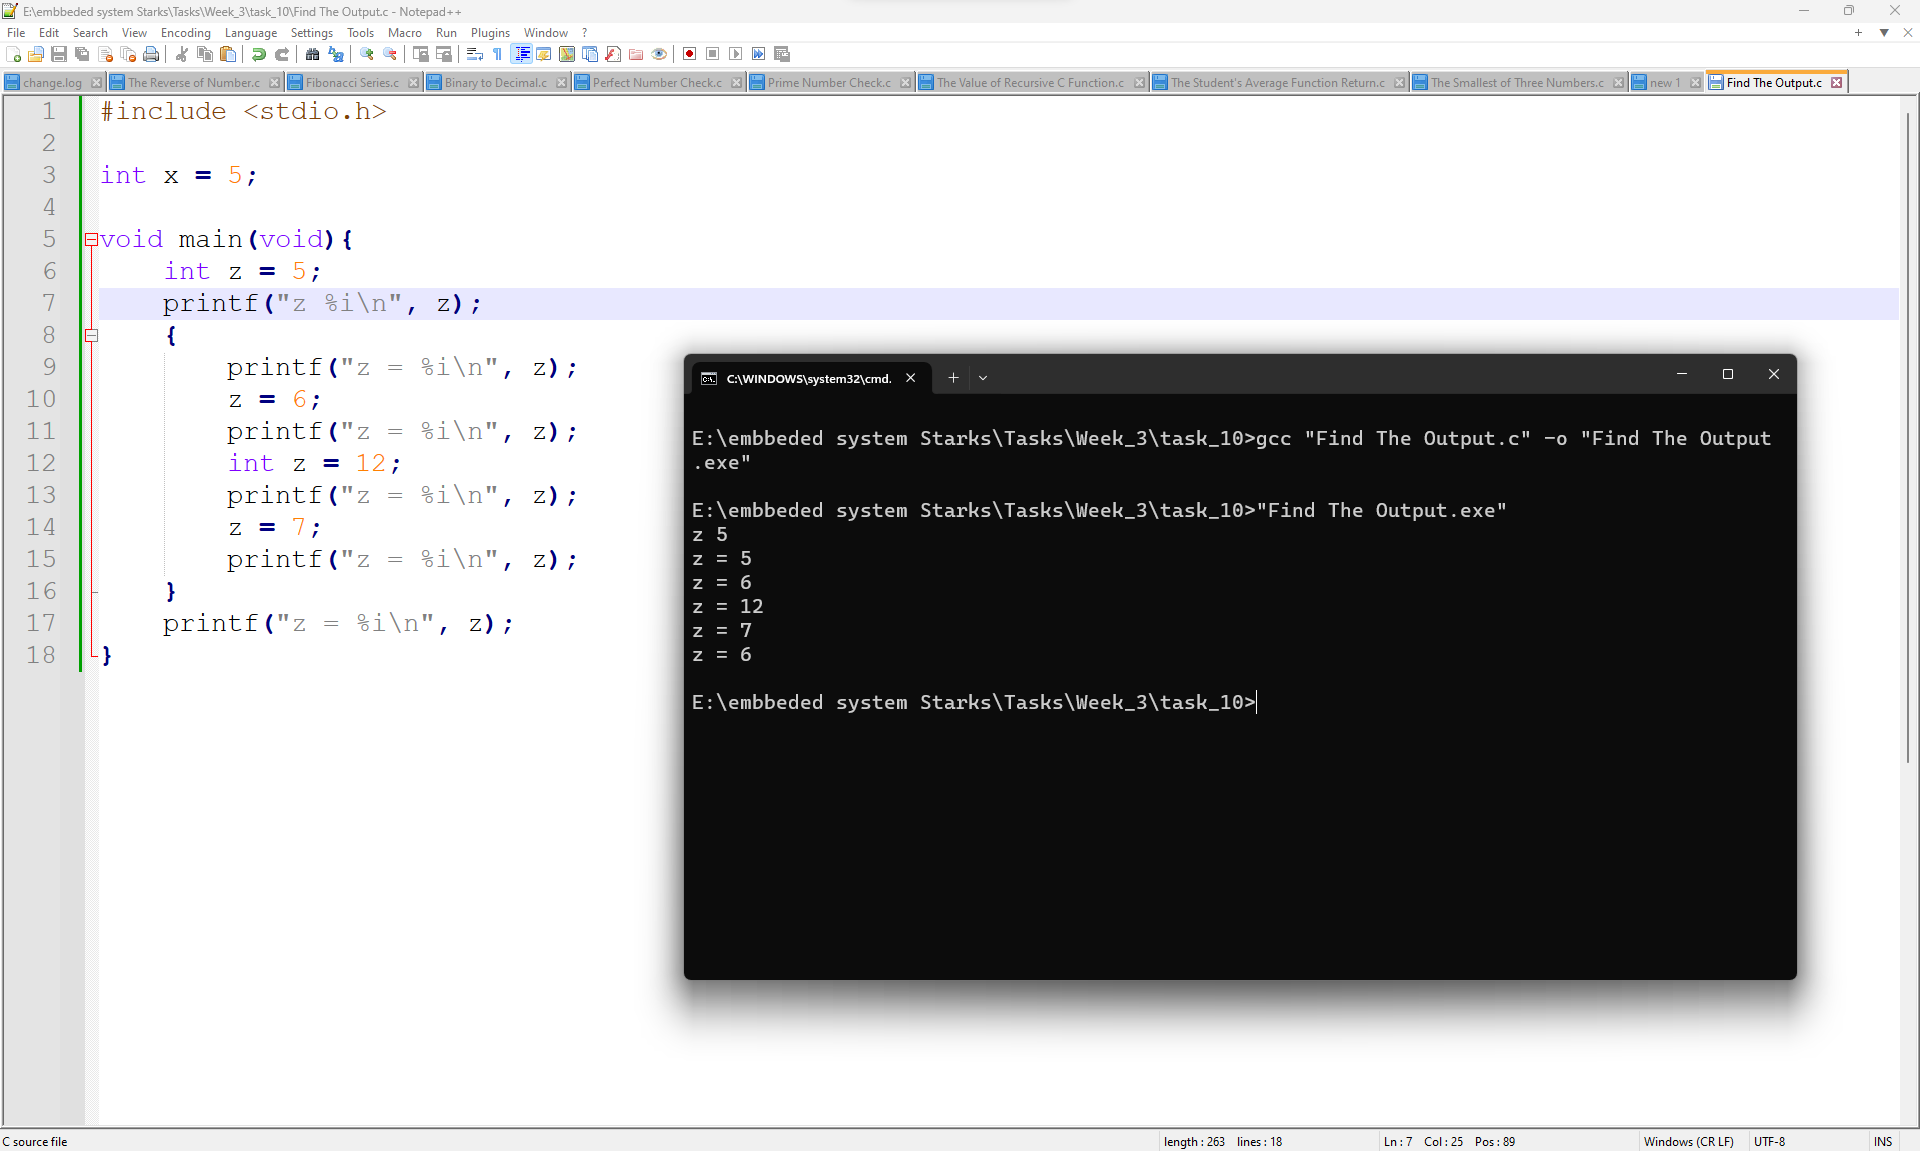 E:\embbeded system Starks\Tasks\Week_3\task_10\Find The Output.c - Notepad++
File Edit Search View Encoding Language Settings Tools Macro Run Plugins Window ?
change.log The Reverse of Number.c Fibonacci Series.c Binary to Decimal.c Perfect Number Check.c Prime Number Check.c The Value of Recursive C Function.c The Student's Average Function Return.c The Smallest of Three Numbers.c new 1 Find The Output.c
1 #include <stdio.h>
2
3 int x = 5;
4
5 void main(void){
6 int z = 5;
7 printf("z %i\n", z);
8 {
9 printf("z = %i\n", z);
10 z = 6;
11 printf("z = %i\n", z);
12 int z = 12;
13 printf("z = %i\n", z);
14 z = 7;
15 printf("z = %i\n", z);
16 }
17 printf("z = %i\n", z);
18 }
C:\WINDOWS\system32\cmd.
E:\embbeded system Starks\Tasks\Week_3\task_10>gcc "Find The Output.c" -o "Find The Output
.exe"
E:\embbeded system Starks\Tasks\Week_3\task_10>"Find The Output.exe"
z 5
z = 5
z = 6
z = 12
z = 7
z = 6
E:\embbeded system Starks\Tasks\Week_3\task_10>
C source file length : 263 lines : 18 Ln : 7 Col : 25 Pos : 89 Windows (CR LF) UTF-8 INS